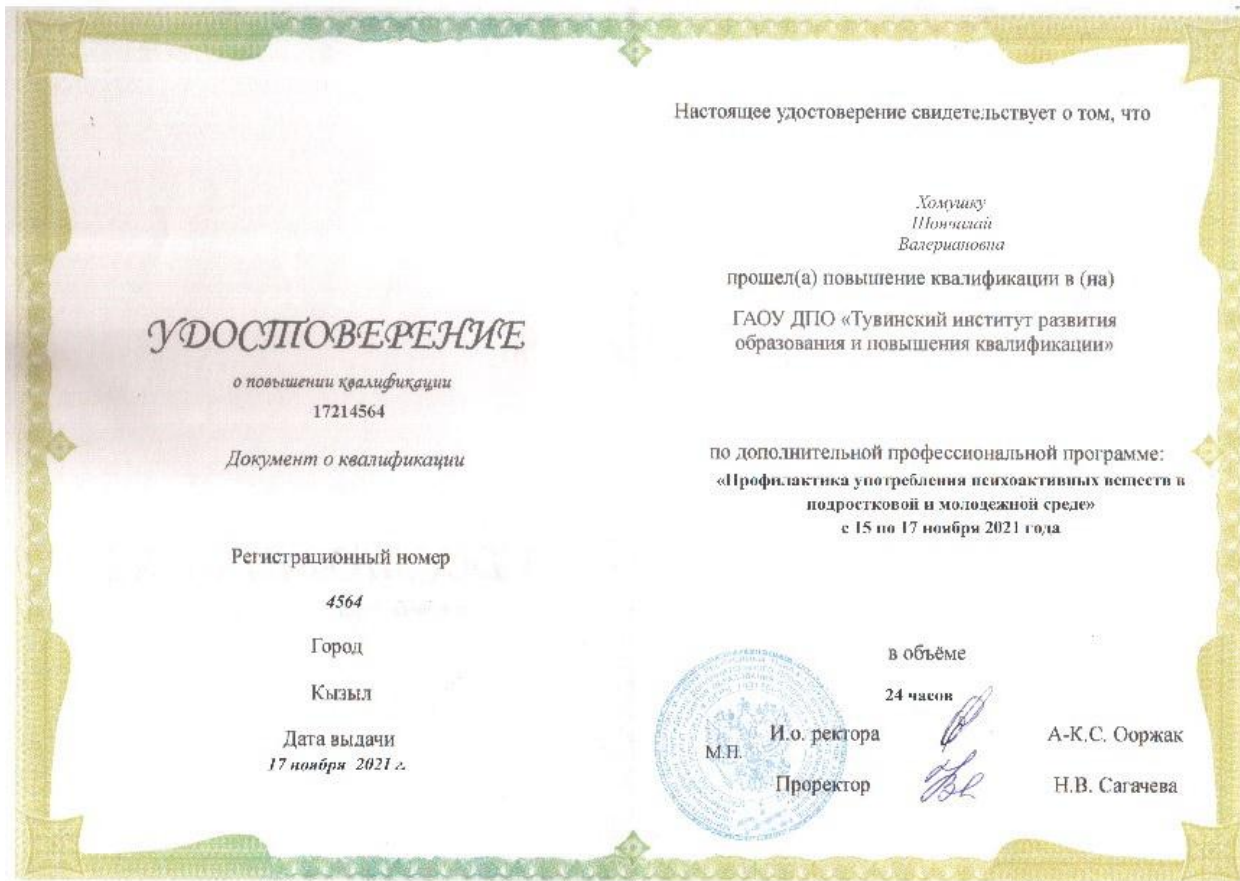 УДОСТОВЕРЕНИЕ
о повышении квалификации
17214564
Документ о квалификации
Регистрационный номер
4564
Город
Кызыл
Дата выдачи
17 ноября 2021 г.
Настоящее удостоверение свидетельствует о том, что
Хомушку
Шончалай
Валериановна
прошел(а) повышение квалификации в (на)
ГАОУ ДПО «Тувинский институт развития
образования и повышения квалификации»
по дополнительной профессиональной программе:
«Профилактика употребления психоактивных веществ в
подростковой и молодежной среде»
с 15 по 17 ноября 2021 года
в объёме
24 часов
И.о. ректора
А-К.С. Ооржак
М.П.
Проректор
Н.В. Сагачева